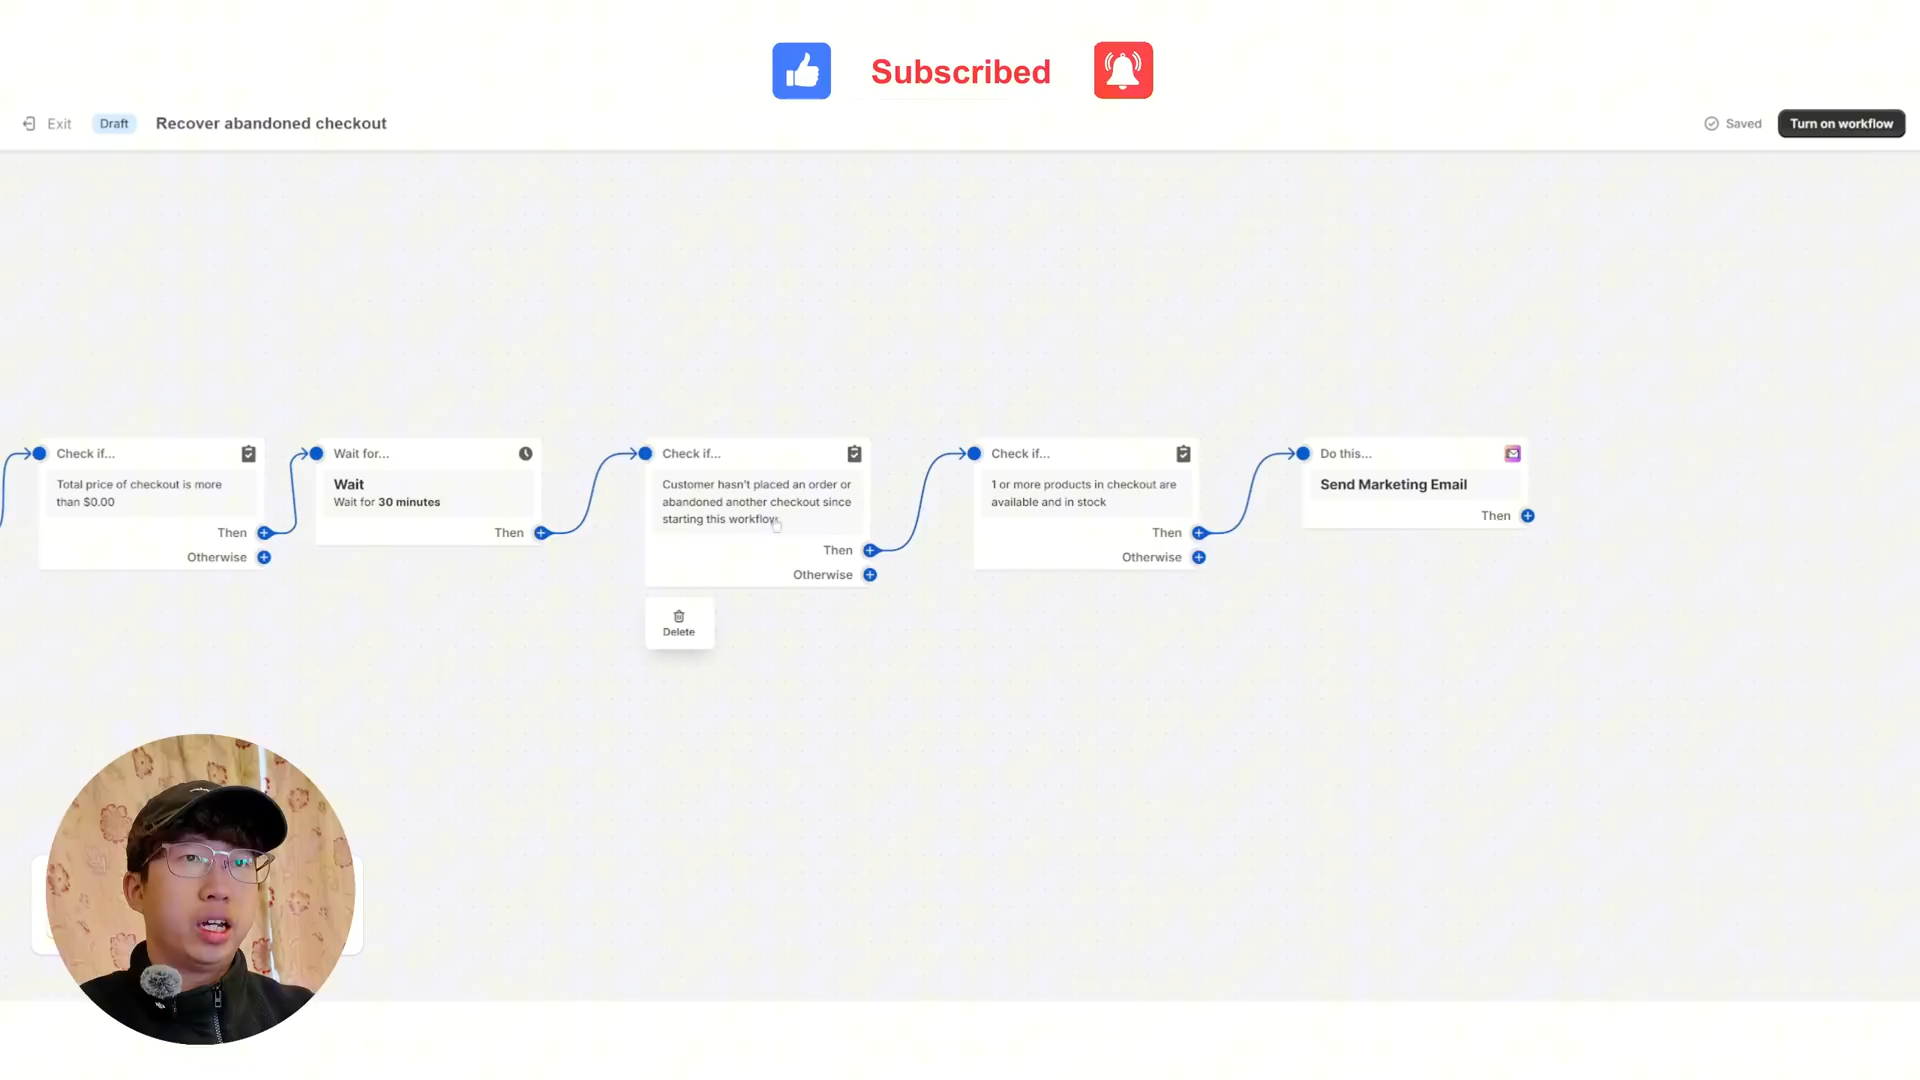 Subscribed
Exit
Draft
Recover abandoned checkout
Saved
Turn on workflow
Check if...
Total price of checkout is more
than $0.00
Then
Otherwise
Wait for...
Wait
Wait for 30 minutes
Then
Check if...
Customer hasn't placed an order or
abandoned another checkout since
starting this workflow.
Then
Otherwise
Delete
Check if...
1 or more products in checkout are
available and in stock
Then
Otherwise
Do this...
Send Marketing Email
Then